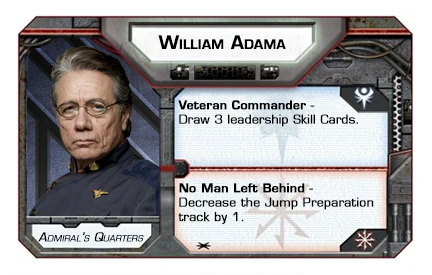 WILLIAM ADAMA
Veteran Commander -
Draw 3 leadership Skill Cards.
No Man Left Behind -
Decrease the Jump Preparation
track by 1.
ADMIRAL'S QUARTERS